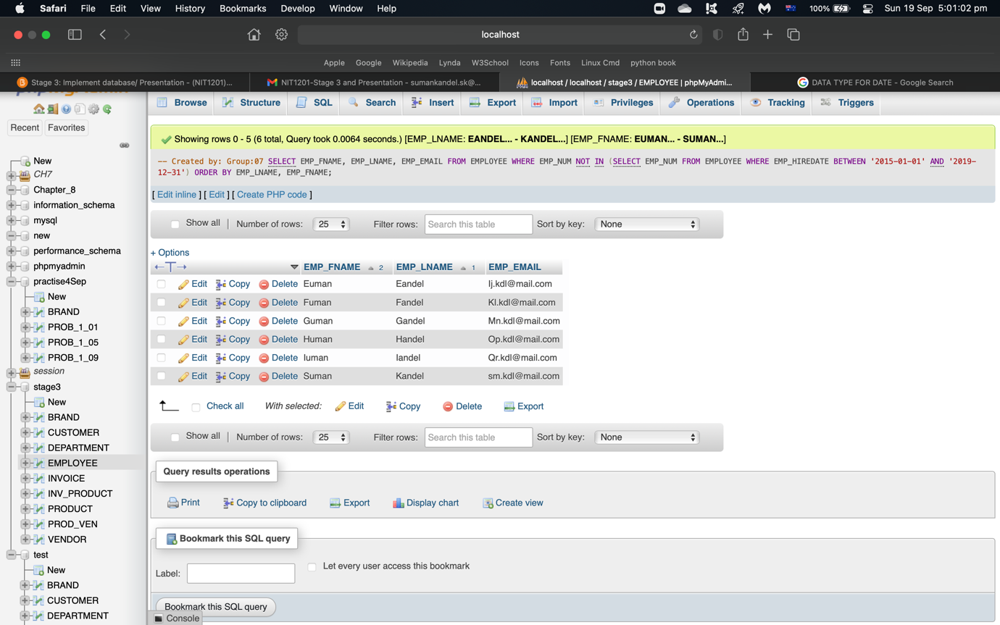 Safari File Edit View History Bookmarks Develop Window Help 100% Sun 19 Sep 5:01:02 pm
localhost
Apple Google Wikipedia Lynda W3School Icons Fonts Linux Cmd python book
Stage 3: Implement database/ Presentation - (NIT1201)... NIT1201-Stage 3 and Presentation - sumankandel.sk@... localhost / localhost / stage3 / EMPLOYEE | phpMyAdmi... DATA TYPE FOR DATE - Google Search
Recent Favorites
New
CH7
Chapter_8
information_schema
mysql
new
performance_schema
phpmyadmin
practise4Sep
New
BRAND
PROB_1_01
PROB_1_05
PROB_1_09
session
stage3
New
BRAND
CUSTOMER
DEPARTMENT
EMPLOYEE
INVOICE
INV_PRODUCT
PRODUCT
PROD_VEN
VENDOR
test
New
BRAND
CUSTOMER
DEPARTMENT
Browse Structure SQL Search Insert Export Import Privileges Operations Tracking Triggers
Showing rows 0 - 5 (6 total, Query took 0.0064 seconds.) [EMP_LNAME: EANDEL... - KANDEL...] [EMP_FNAME: EUMAN... - SUMAN...]
-- Created by: Group:07 SELECT EMP_FNAME, EMP_LNAME, EMP_EMAIL FROM EMPLOYEE WHERE EMP_NUM NOT IN (SELECT EMP_NUM FROM EMPLOYEE WHERE EMP_HIREDATE BETWEEN '2015-01-01' AND '2019-
12-31') ORDER BY EMP_LNAME, EMP_FNAME;
[ Edit inline ] [ Edit ] [ Create PHP code ]
Show all | Number of rows: 25 Filter rows: Search this table Sort by key: None
+ Options
EMP_FNAME 2 EMP_LNAME 1 EMP_EMAIL
Edit Copy Delete Euman Eandel Ij.kdl@mail.com
Edit Copy Delete Fuman Fandel Kl.kdl@mail.com
Edit Copy Delete Guman Gandel Mn.kdl@mail.com
Edit Copy Delete Human Handel Op.kdl@mail.com
Edit Copy Delete Iuman Iandel Qr.kdl@mail.com
Edit Copy Delete Suman Kandel sm.kdl@mail.com
Check all With selected: Edit Copy Delete Export
Show all | Number of rows: 25 Filter rows: Search this table Sort by key: None
Query results operations
Print Copy to clipboard Export Display chart Create view
Bookmark this SQL query
Label: Let every user access this bookmark
Bookmark this SQL query
Console